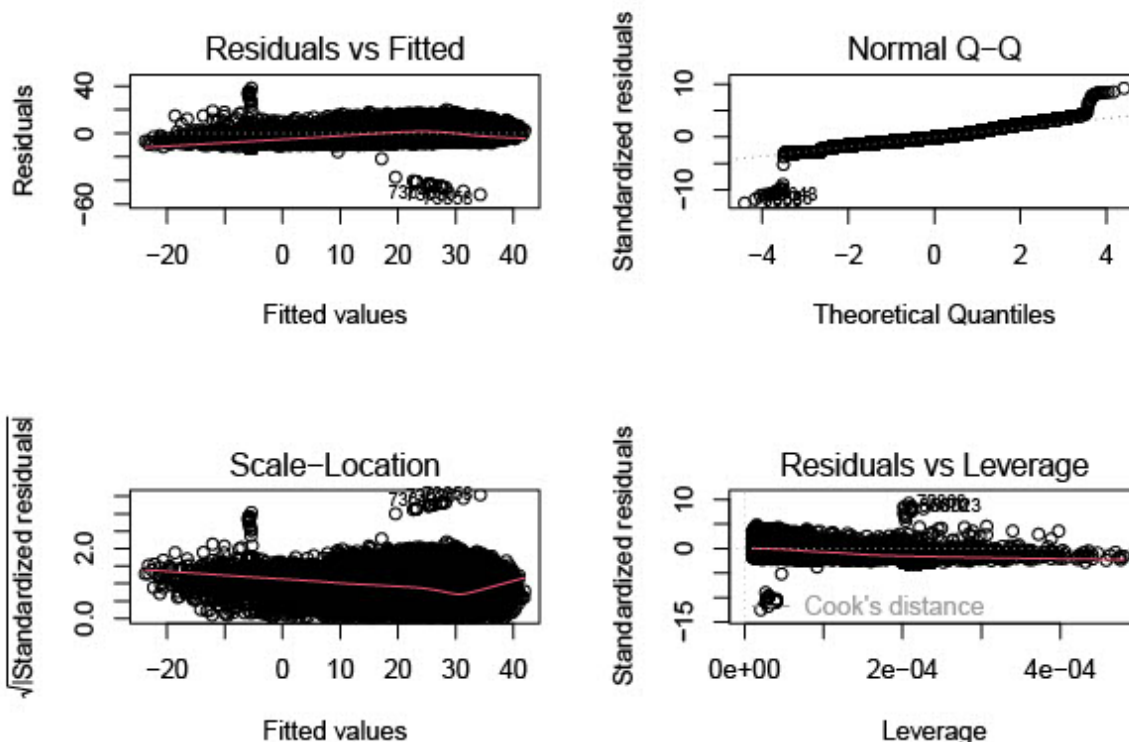 Residuals vs Fitted
Residuals
40
0
−60
−20 0 10 20 30 40
Fitted values
Normal Q−Q
Standardized residuals
10
0
−10
−4 −2 0 2 4
Theoretical Quantiles
Scale−Location
√|Standardized residuals|
2.0
0.0
−20 0 10 20 30 40
Fitted values
Residuals vs Leverage
Standardized residuals
10
0
−15
Cook's distance
0e+00 2e−04 4e−04
Leverage